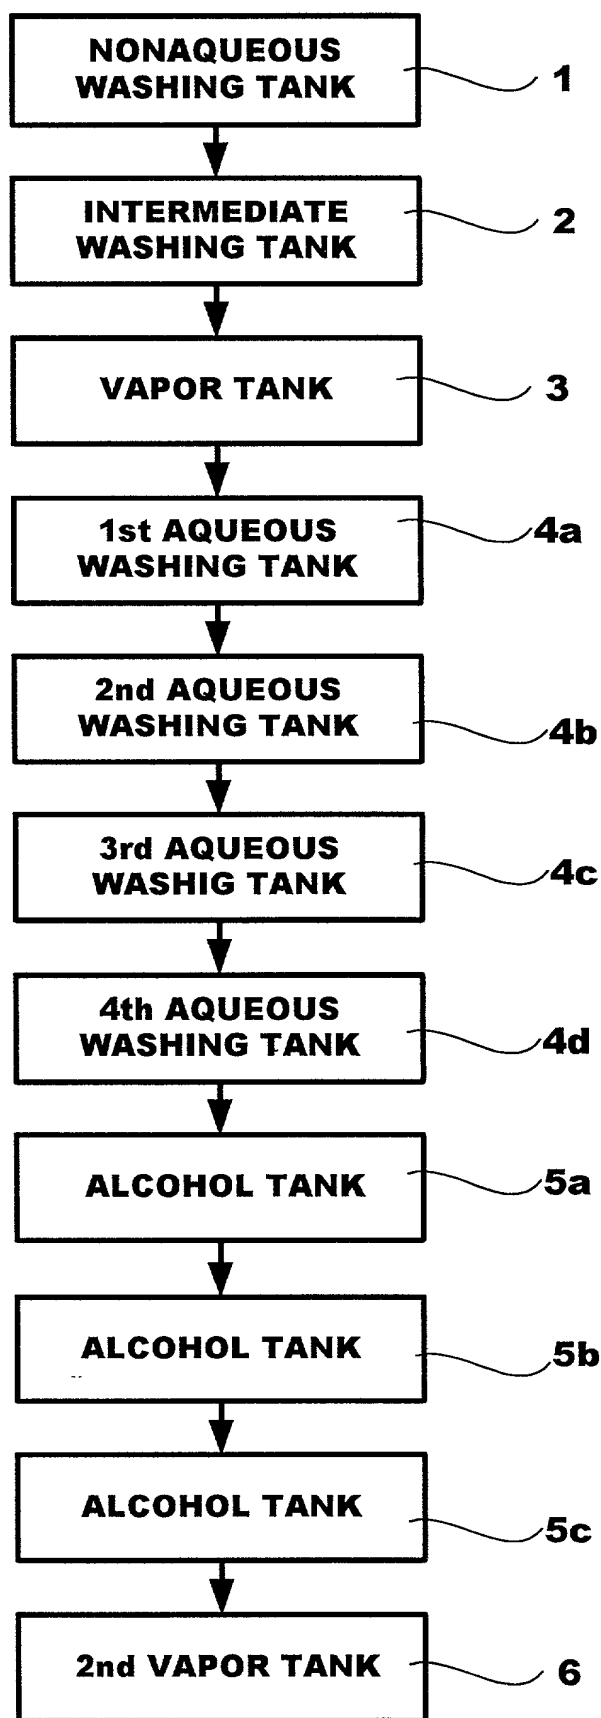 NONAQUEOUS
WASHING TANK
1
INTERMEDIATE
WASHING TANK
2
VAPOR TANK
3
1st AQUEOUS
WASHING TANK
4a
2nd AQUEOUS
WASHING TANK
4b
3rd AQUEOUS
WASHIG TANK
4c
4th AQUEOUS
WASHING TANK
4d
ALCOHOL TANK
5a
ALCOHOL TANK
5b
ALCOHOL TANK
5c
2nd VAPOR TANK
6